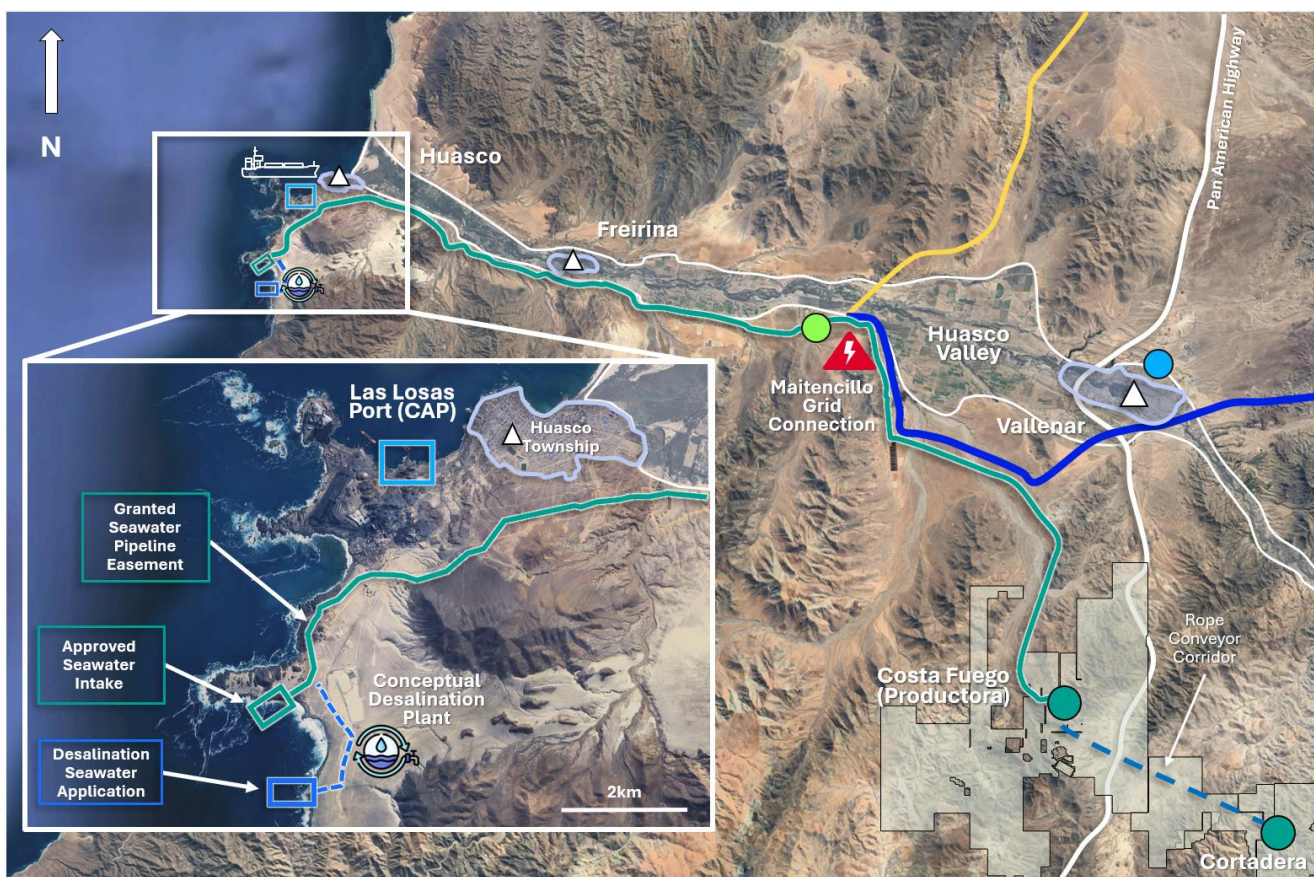 N
Huasco
Freirina
Pan American Highway
Huasco
Valley
Maitencillo
Grid
Connection
Vallenar
Las Losas
Port (CAP)
Huasco
Township
Granted
Seawater
Pipeline
Easement
Approved
Seawater
Intake
Conceptual
Desalination
Plant
Desalination
Seawater
Application
2km
Rope
Conveyor
Corridor
Costa Fuego
(Productora)
Cortadera